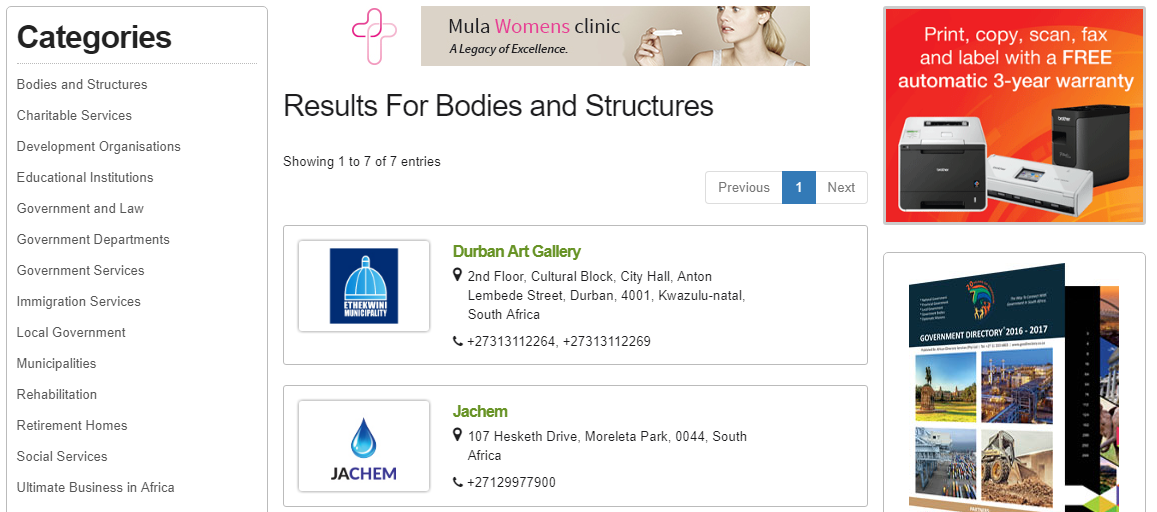 Categories
Bodies and Structures
Charitable Services
Development Organisations
Educational Institutions
Government and Law
Government Departments
Government Services
Immigration Services
Local Government
Municipalities
Rehabilitation
Retirement Homes
Social Services
Ultimate Business in Africa
Mula Womens clinic
A Legacy of Excellence.
Results For Bodies and Structures
Showing 1 to 7 of 7 entries
Previous
1
Next
ETHEKWINI
MUNICIPALITY
Durban Art Gallery
2nd Floor, Cultural Block, City Hall, Anton
Lembede Street, Durban, 4001, Kwazulu-natal,
South Africa
+27313112264, +27313112269
JACHEM
Jachem
107 Hesketh Drive, Moreleta Park, 0044, South
Africa
+27129977900
Print, copy, scan, fax
and label with a FREE
automatic 3-year warranty
brother
brother
brother
GOVERNMENT DIRECTORY 2016 - 2017
PARTNERS